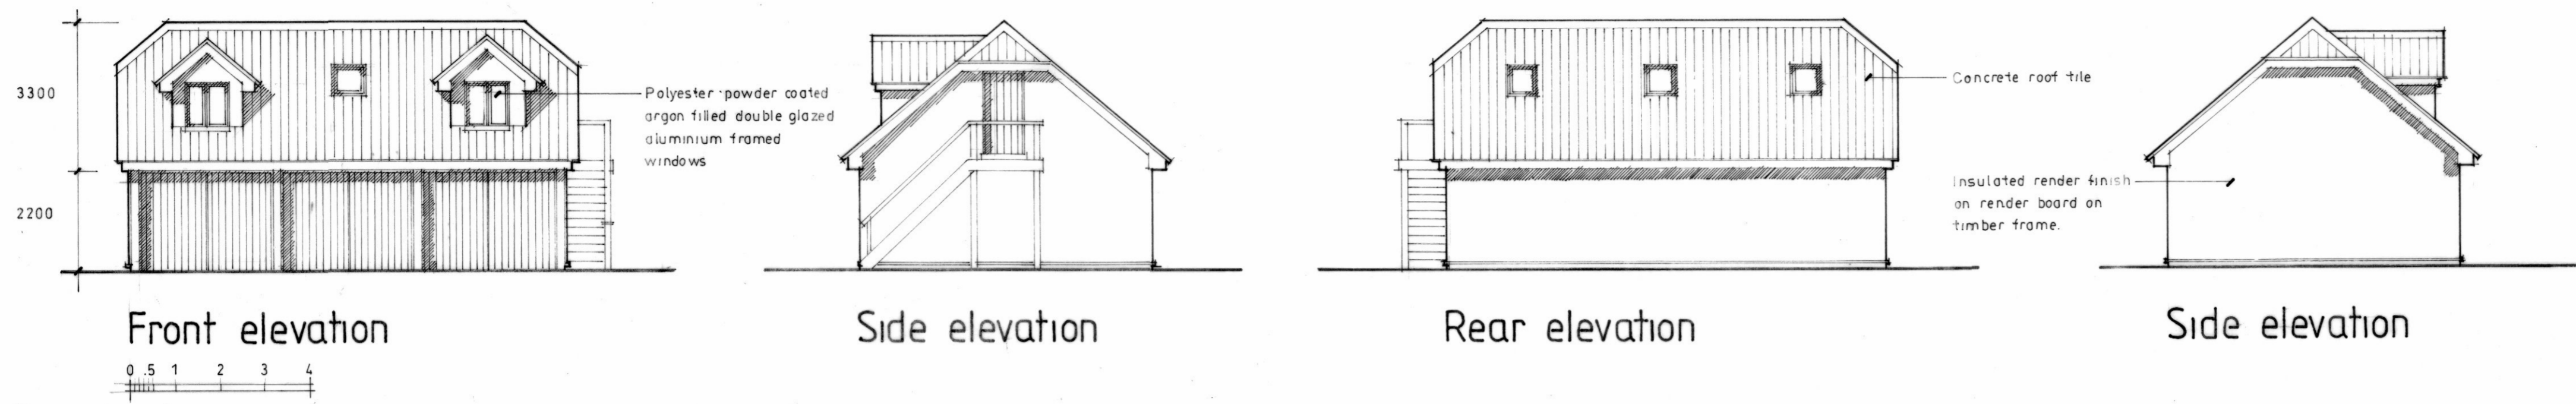 3300
2200
Polyester powder coated
argon filled double glazed
aluminium framed
windows
Concrete roof tile
Insulated render finish
on render board on
timber frame.
Front elevation
Side elevation
Rear elevation
Side elevation
0 .5 1 2 3 4